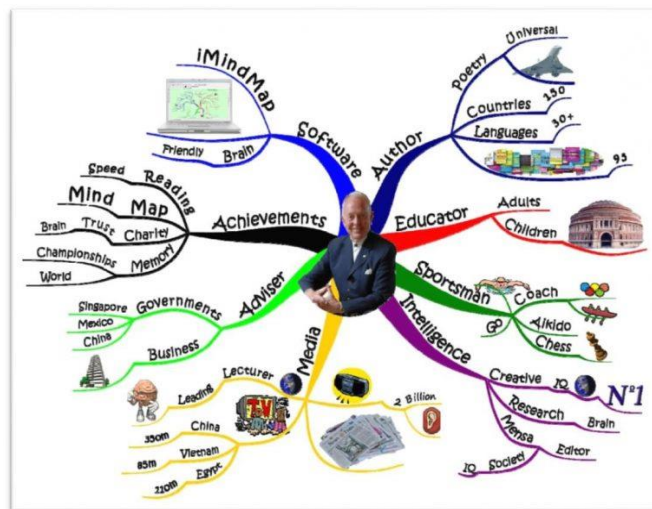 iMindMap
Software
Friendly Brain
Author
Poetry
Universal
Countries 150
Languages 30+
93
Educator
Adults
Children
Sportsman
Coach
Aikido
Chess
Go
Intelligence
Creative IQ
Nº1
Research Brain
Mensa
Editor
IQ Society
Media
TV
2 Billion
Leading Lecturer
350m China
85m Vietnam
220m Egypt
Adviser
Governments
Singapore
Mexico
China
Business
Achievements
Speed Reading
Mind Map
Brain Trust Charity
Memory
Championships
World